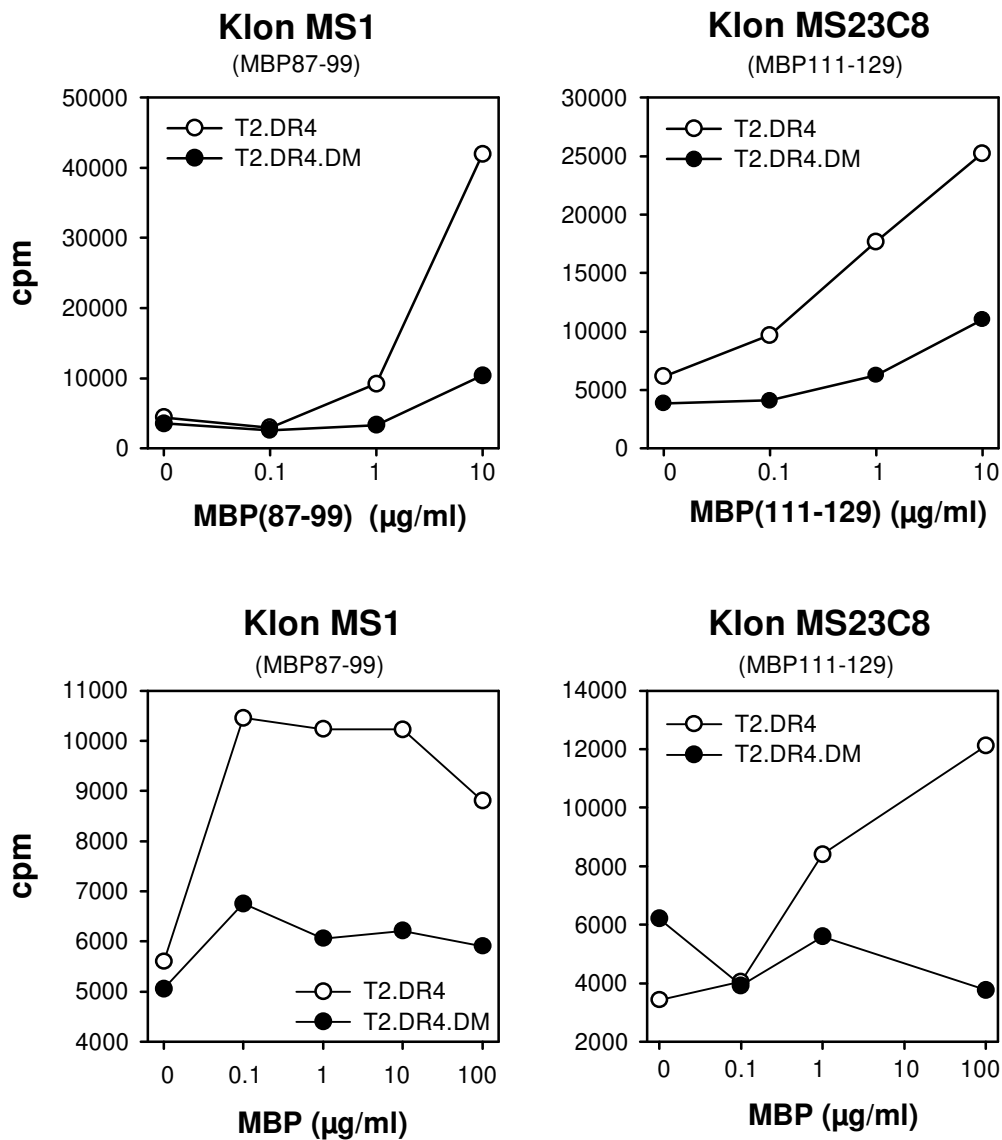 Klon MS1
(MBP87-99)
50000
40000
30000
20000
10000
0
cpm
T2.DR4
T2.DR4.DM
0 0.1 1 10
MBP(87-99) (µg/ml)
Klon MS23C8
(MBP111-129)
30000
25000
20000
15000
10000
5000
0
T2.DR4
T2.DR4.DM
0 0.1 1 10
MBP(111-129) (µg/ml)
Klon MS1
(MBP87-99)
11000
10000
9000
8000
7000
6000
5000
4000
cpm
T2.DR4
T2.DR4.DM
0 0.1 1 10 100
MBP (µg/ml)
Klon MS23C8
(MBP111-129)
14000
12000
10000
8000
6000
4000
2000
T2.DR4
T2.DR4.DM
0 0.1 1 10 100
MBP (µg/ml)